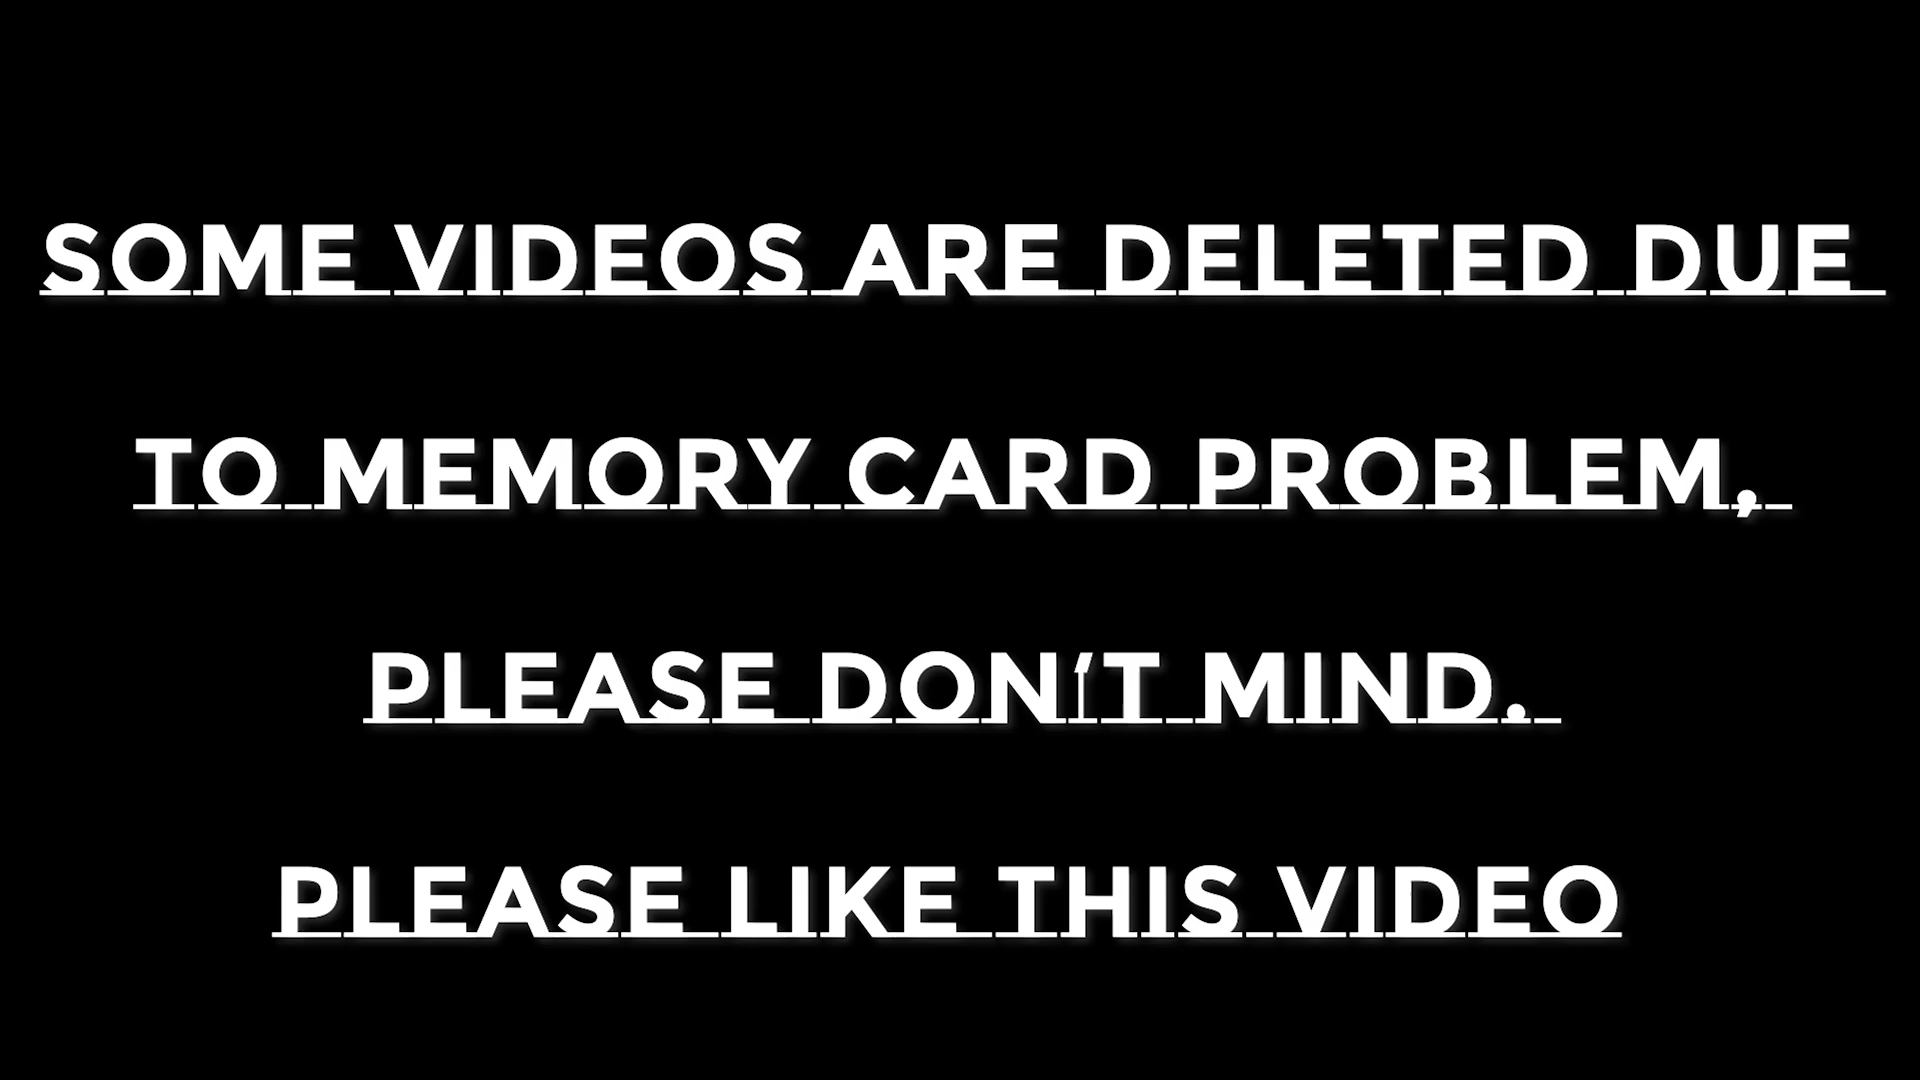 SOME VIDEOS ARE DELETED DUE
TO MEMORY CARD PROBLEM,
PLEASE DON'T MIND.
PLEASE LIKE THIS VIDEO